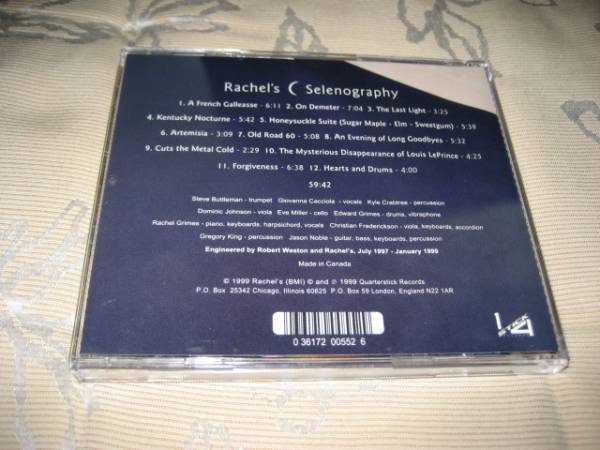 Rachel's Selenography
1. A French Galleasse - 6:11 2. On Demeter - 7:04 3. The Last Light - 3:25
4. Kentucky Nocturne - 5:42 5. Honeysuckle Suite (Sugar Maple - Elm - Sweetgum) - 5:39
6. Artemisia - 3:09 7. Old Road 60 - 5:08 8. An Evening of Long Goodbyes - 5:32
9. Cuts the Metal Cold - 2:29 10. The Mysterious Disappearance of Louis LePrince - 4:25
11. Forgiveness - 6:38 12. Hearts and Drums - 4:00
59:42
Steve Buttleman - trumpet Giovanna Cacciola - vocals Kyle Crabtree - percussion
Dominic Johnson - viola Eve Miller - cello Edward Grimes - drums, vibraphone
Rachel Grimes - piano, keyboards, harpsichord, vocals Christian Frederickson - viola, keyboards, accordion
Gregory King - percussion Jason Noble - guitar, bass, keyboards, percussion
Engineered by Robert Weston and Rachel's, July 1997 - January 1999
Made in Canada
© 1999 Rachel's (BMI) © and ℗ 1999 Quarterstick Records
P.O. Box 25342 Chicago, Illinois 60625 P.O. Box 59 London, England N22 1AR
0 36172 00552 6
1 STICK 4